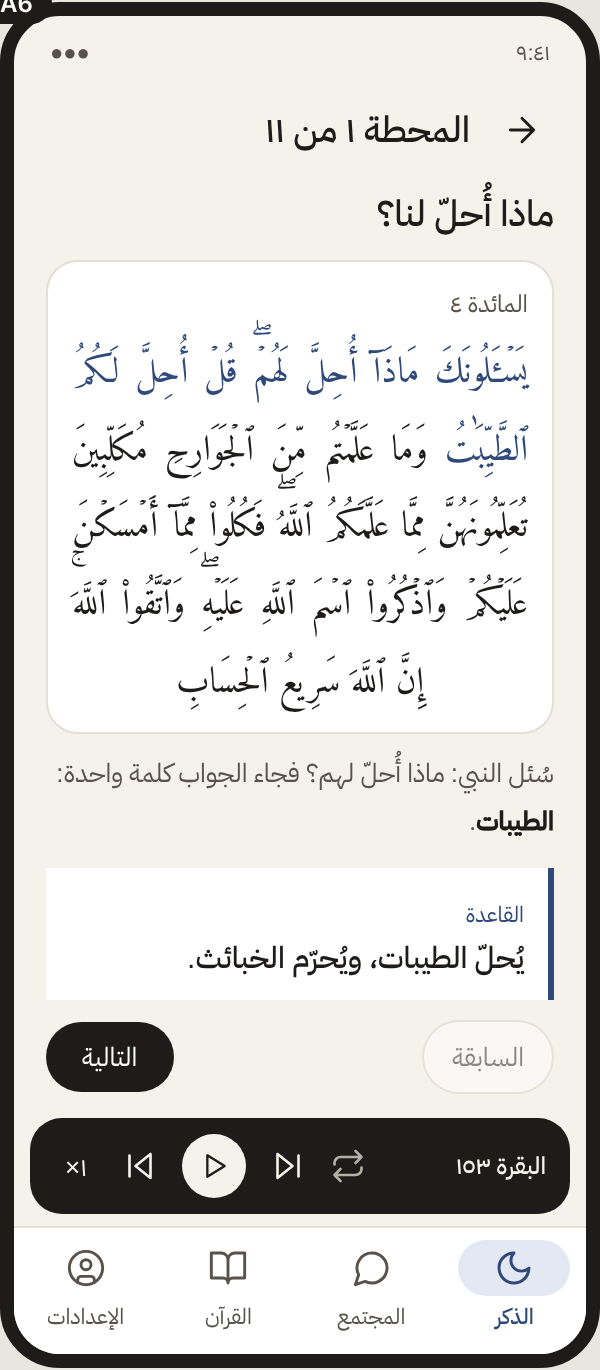 A6
٩:٤١
المحطة ١ من ١١
ماذا أُحلّ لنا؟
المائدة ٤
يَسْـَٔلُونَكَ مَاذَآ أُحِلَّ لَهُمْ ۖ قُلْ أُحِلَّ لَكُمُ
ٱلطَّيِّبَـٰتُ وَمَا عَلَّمْتُم مِّنَ ٱلْجَوَارِحِ مُكَلِّبِينَ
تُعَلِّمُونَهُنَّ مِمَّا عَلَّمَكُمُ ٱللَّهُ ۖ فَكُلُوا۟ مِمَّآ أَمْسَكْنَ
عَلَيْكُمْ وَٱذْكُرُوا۟ ٱسْمَ ٱللَّهِ عَلَيْهِ ۖ وَٱتَّقُوا۟ ٱللَّهَ ۚ
إِنَّ ٱللَّهَ سَرِيعُ ٱلْحِسَابِ
سُئل النبي: ماذا أُحلّ لهم؟ فجاء الجواب كلمة واحدة:
الطيبات.
القاعدة
يُحلّ الطيبات، ويُحرّم الخبائث.
السابقة
التالية
البقرة ١٥٣
١×
الذكر
المجتمع
القرآن
الإعدادات